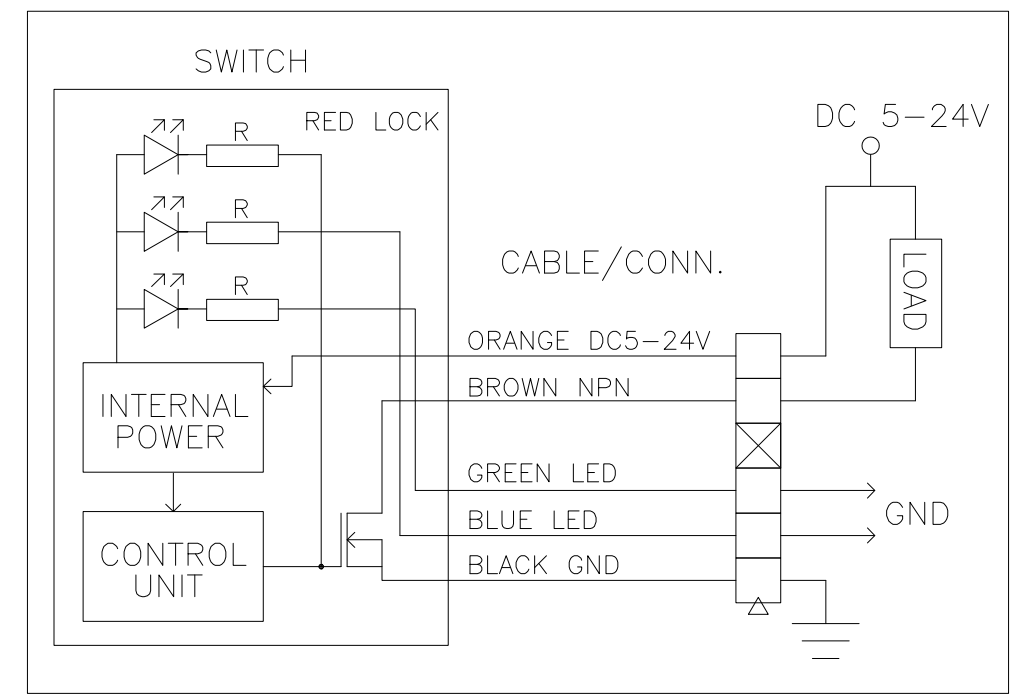 SWITCH
RED LOCK
R
R
R
INTERNAL
POWER
CONTROL
UNIT
CABLE/CONN.
ORANGE DC5-24V
BROWN NPN
GREEN LED
BLUE LED
BLACK GND
DC 5-24V
LOAD
GND